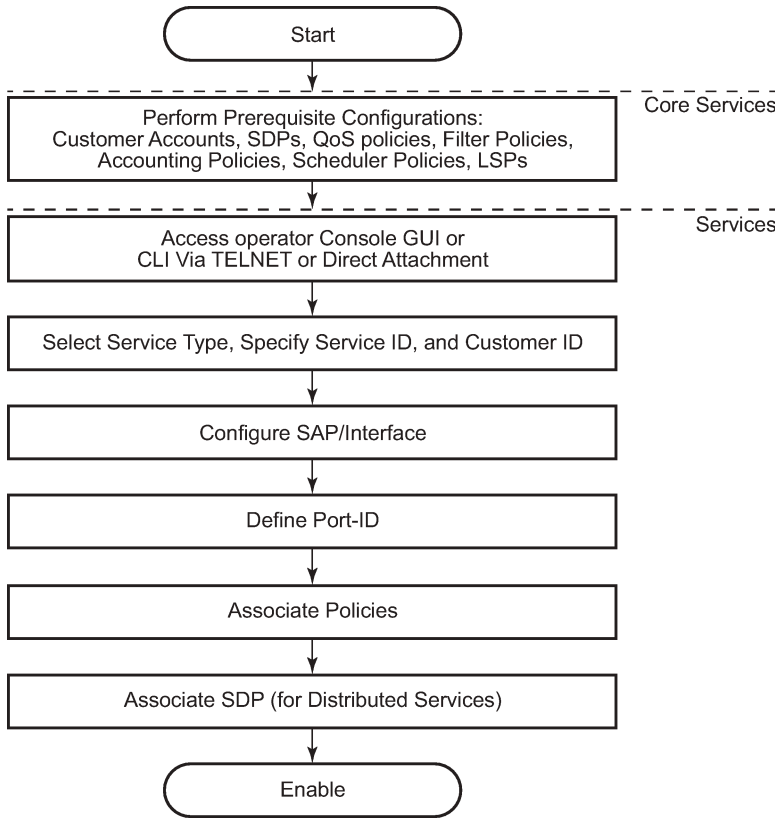 Start
Core Services
Perform Prerequisite Configurations:
Customer Accounts, SDPs, QoS policies, Filter Policies,
Accounting Policies, Scheduler Policies, LSPs
Services
Access operator Console GUI or
CLI Via TELNET or Direct Attachment
Select Service Type, Specify Service ID, and Customer ID
Configure SAP/Interface
Define Port-ID
Associate Policies
Associate SDP (for Distributed Services)
Enable